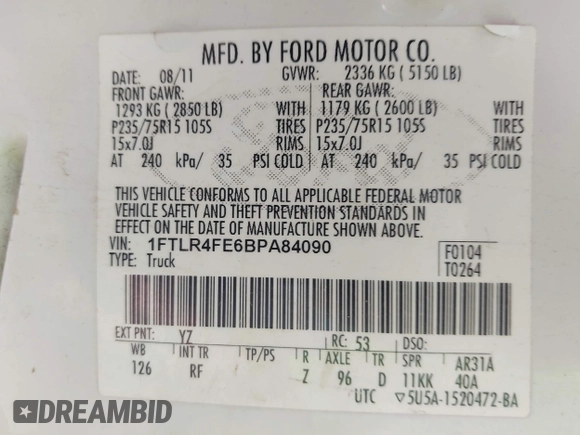 MFD. BY FORD MOTOR CO.
DATE: 08/11 GVWR: 2336 KG ( 5150 LB)
FRONT GAWR: REAR GAWR:
1293 KG ( 2850 LB) WITH 1179 KG ( 2600 LB) WITH
P235/75R15 105S TIRES P235/75R15 105S TIRES
15x7.0J RIMS 15x7.0J RIMS
AT 240 kPa/ 35 PSI COLD AT 240 kPa/ 35 PSI COLD
THIS VEHICLE CONFORMS TO ALL APPLICABLE FEDERAL MOTOR
VEHICLE SAFETY AND THEFT PREVENTION STANDARDS IN
EFFECT ON THE DATE OF MANUFACTURE SHOWN ABOVE.
VIN: 1FTLR4FE6BPA84090 F0104
TYPE: Truck T0264
EXT PNT: YZ RC: 53 DSO:
WB INT TR TP/PS R AXLE TR SPR AR31A
126 RF Z 96 D 11KK 40A
UTC ▽5U5A-1520472-BA
DREAMBID